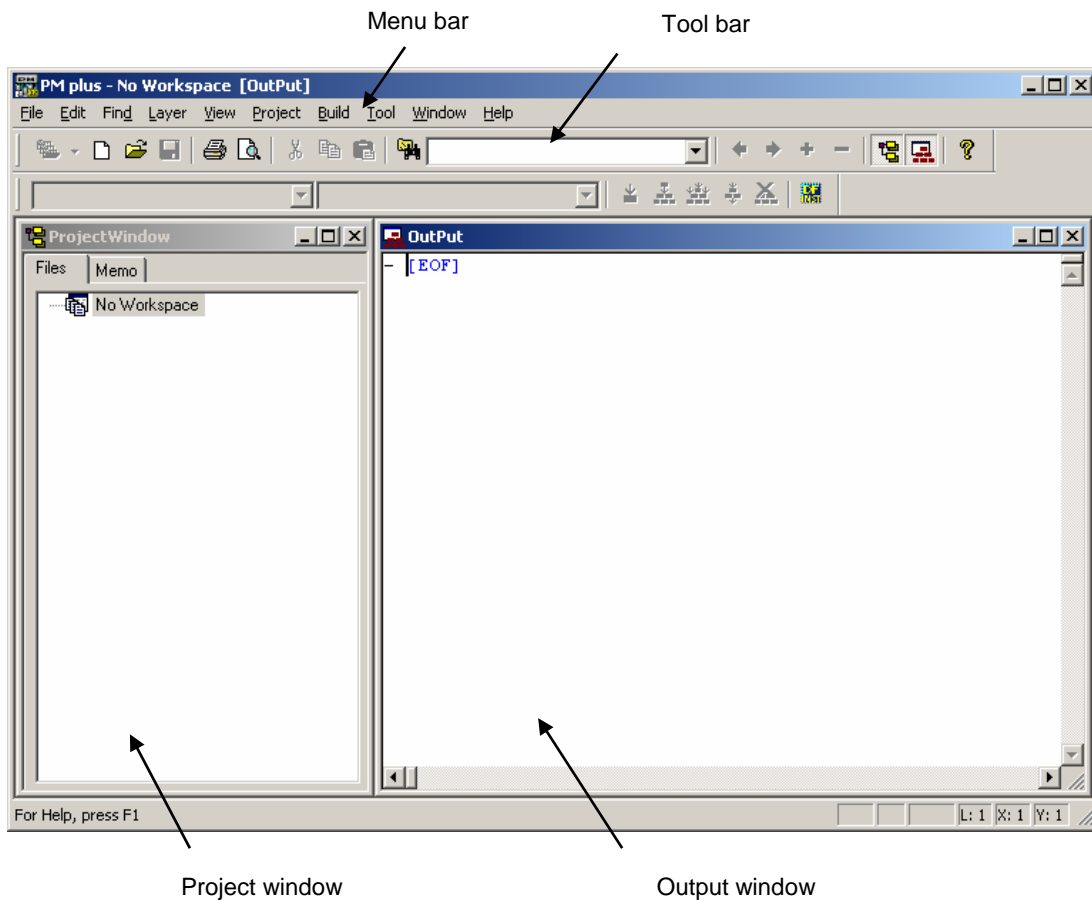 Menu bar
Tool bar
PM plus - No Workspace [OutPut]
File Edit Find Layer View Project Build Tool Window Help
ProjectWindow
OutPut
Files Memo
- [EOF]
No Workspace
For Help, press F1
L: 1 X: 1 Y: 1
Project window
Output window